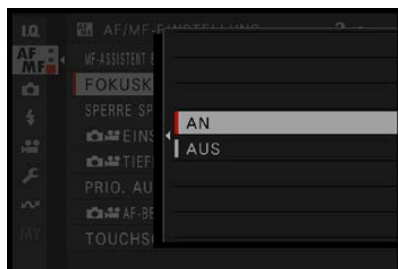 I.Q.
AF/MF-EINSTELLUNG
AF
MF
MF-ASSISTENT
FOKUSK
SPERRE SP
AN
EINS
AUS
TIEF
PRIO. AU
AF-BE
MY
TOUCHS